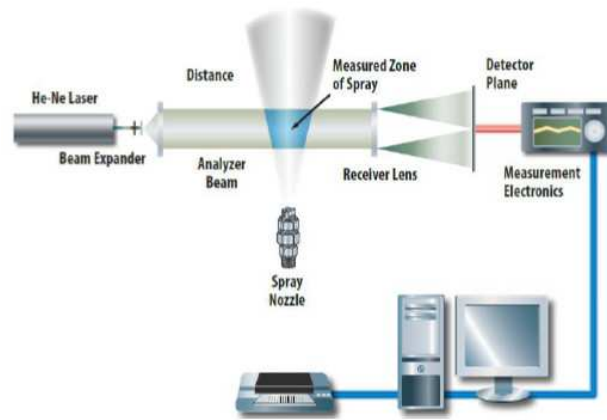 He-Ne Laser
Beam Expander
Distance
Analyzer
Beam
Measured Zone
of Spray
Receiver Lens
Detector
Plane
Measurement
Electronics
Spray
Nozzle